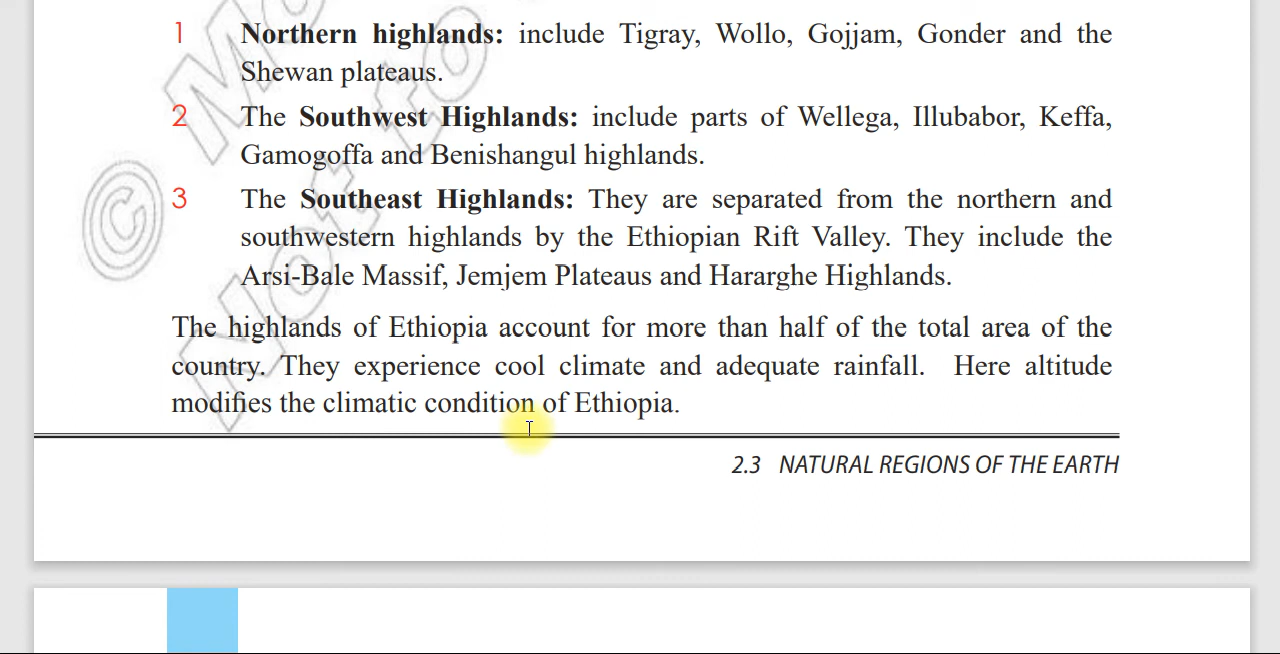 1 Northern highlands: include Tigray, Wollo, Gojjam, Gonder and the
Shewan plateaus.
2 The Southwest Highlands: include parts of Wellega, Illubabor, Keffa,
Gamogoffa and Benishangul highlands.
3 The Southeast Highlands: They are separated from the northern and
southwestern highlands by the Ethiopian Rift Valley. They include the
Arsi-Bale Massif, Jemjem Plateaus and Hararghe Highlands.
The highlands of Ethiopia account for more than half of the total area of the
country. They experience cool climate and adequate rainfall. Here altitude
modifies the climatic condition of Ethiopia.
2.3 NATURAL REGIONS OF THE EARTH
© Mo
Not to